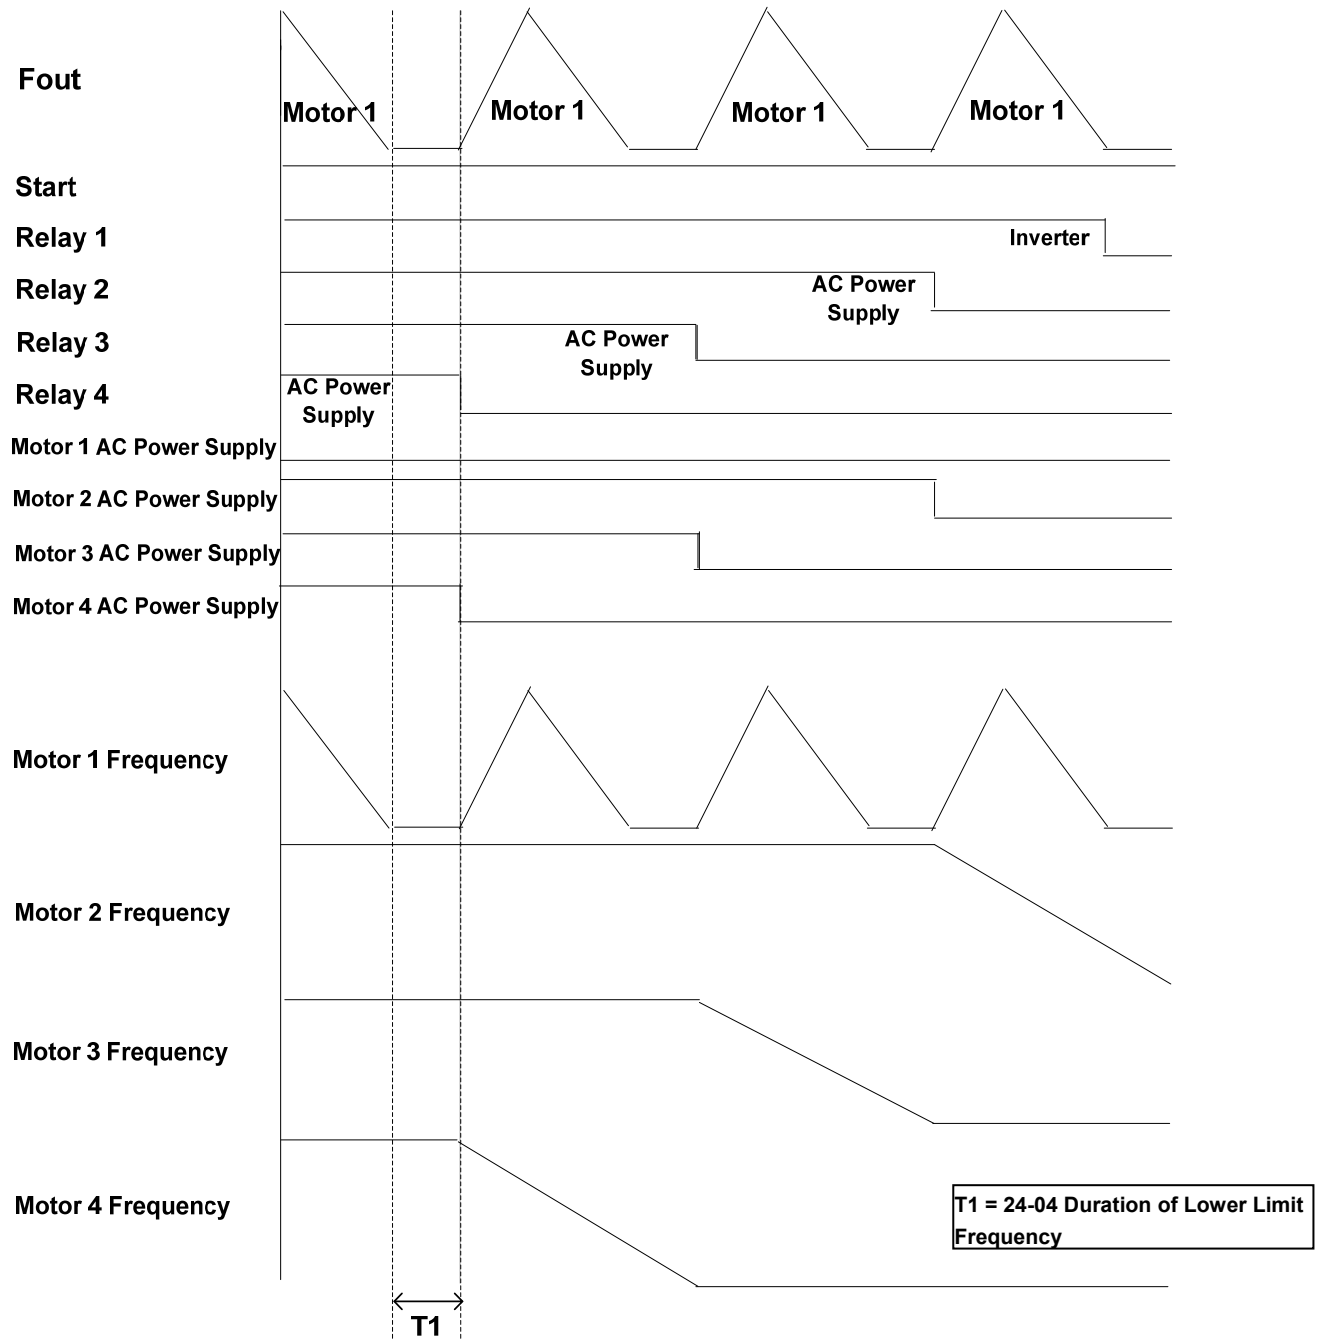 Fout
Motor 1
Motor 1
Motor 1
Motor 1
Start
Relay 1
Inverter
Relay 2
AC Power
Supply
Relay 3
AC Power
Supply
Relay 4
AC Power
Supply
Motor 1 AC Power Supply
Motor 2 AC Power Supply
Motor 3 AC Power Supply
Motor 4 AC Power Supply
Motor 1 Frequency
Motor 2 Frequency
Motor 3 Frequency
Motor 4 Frequency
T1 = 24-04 Duration of Lower Limit
Frequency
T1